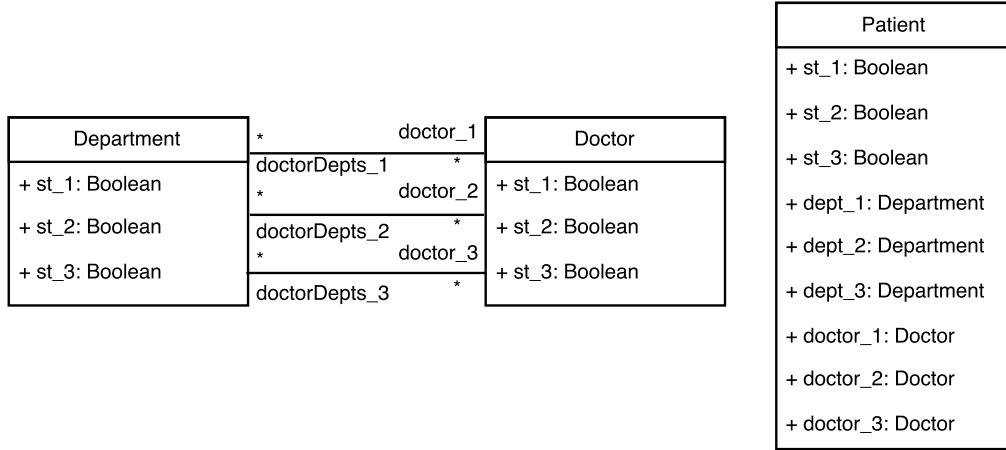 Department
+ st_1: Boolean
+ st_2: Boolean
+ st_3: Boolean
* doctor_1
doctorDepts_1 *
* doctor_2
doctorDepts_2 *
* doctor_3
doctorDepts_3 *
Doctor
+ st_1: Boolean
+ st_2: Boolean
+ st_3: Boolean
Patient
+ st_1: Boolean
+ st_2: Boolean
+ st_3: Boolean
+ dept_1: Department
+ dept_2: Department
+ dept_3: Department
+ doctor_1: Doctor
+ doctor_2: Doctor
+ doctor_3: Doctor